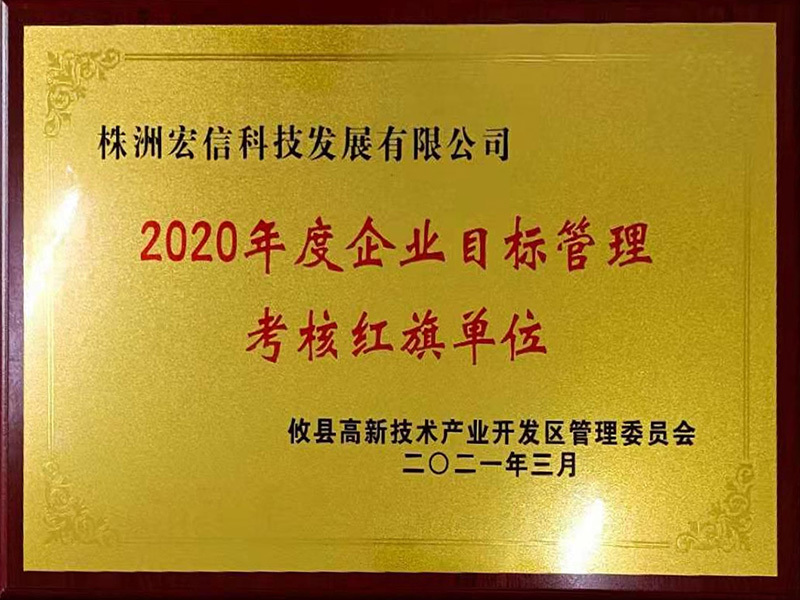 株洲宏信科技发展有限公司
2020年度企业目标管理
考核红旗单位
攸县高新技术产业开发区管理委员会
二〇二一年三月